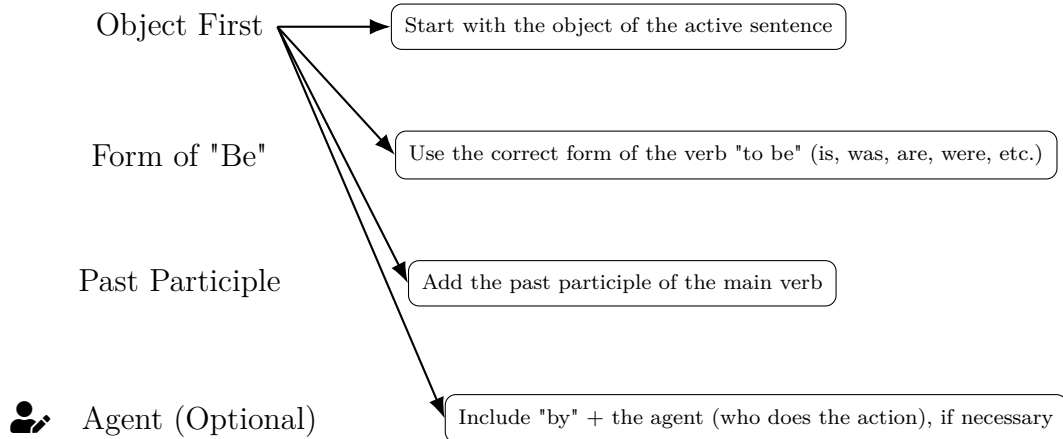 Object First
Start with the object of the active sentence
Form of "Be"
Use the correct form of the verb "to be" (is, was, are, were, etc.)
Past Participle
Add the past participle of the main verb
Agent (Optional)
Include "by" + the agent (who does the action), if necessary